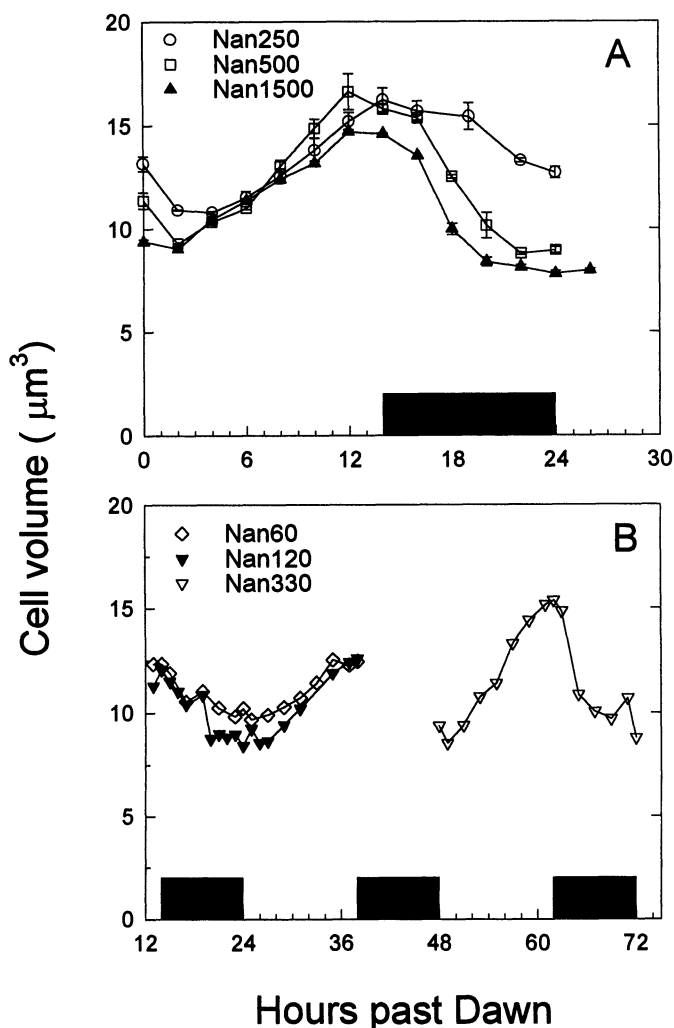 20
15
10
5
0
Nan250
Nan500
Nan1500
A
0 6 12 18 24 30
Cell volume ( μm³)
20
15
10
5
0
Nan60
Nan120
Nan330
B
12 24 36 48 60 72
Hours past Dawn